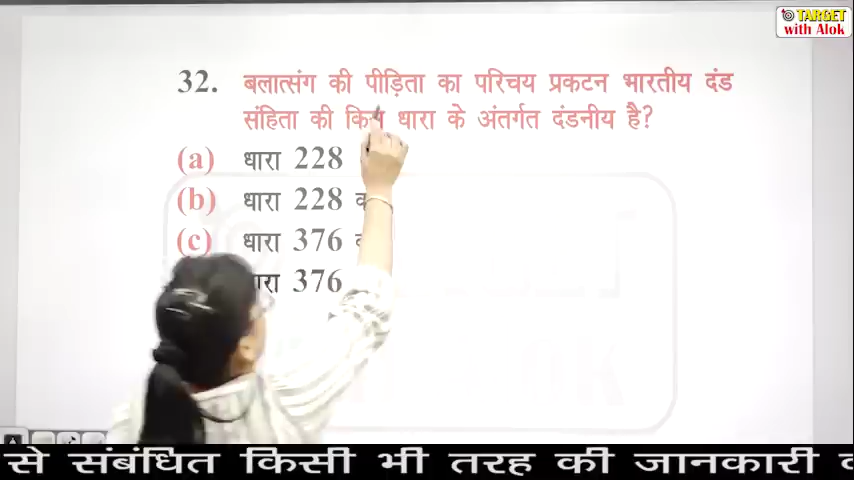 TARGET
with Alok
32. बलात्संग की पीड़िता का परिचय प्रकटन भारतीय दंड
संहिता की किस धारा के अंतर्गत दंडनीय है?
(a) धारा 228
(b) धारा 228
(c) धारा 376
धारा 376
से संबंधित किसी भी तरह की जानकारी